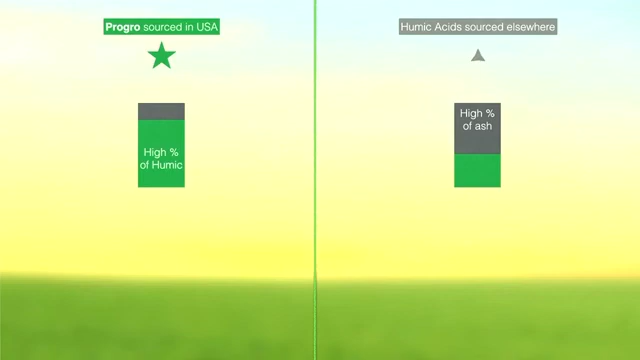 Progro sourced in USA
Humic Acids sourced elsewhere
High %
of Humic
High %
of ash